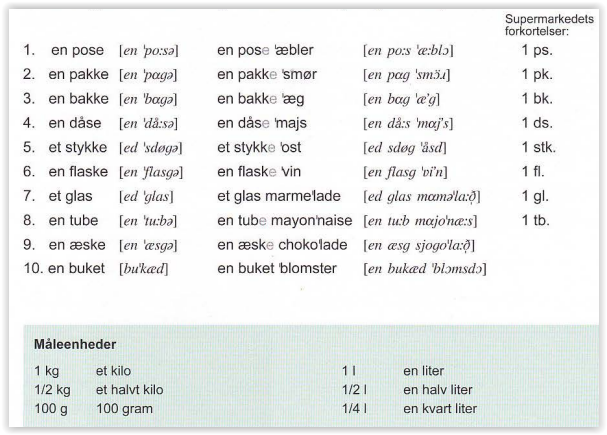 Supermarkedets
forkortelser:
1. en pose [en 'po:sə] en pose 'æbler [en po:s 'æ:blɔ] 1 ps.
2. en pakke ['pɑgə] en pakke 'smør [en pɑg 'smɔ̈ɹ] 1 pk.
3. en bakke [en 'bɑgə] en bakke 'æg [en bɑg 'æ'g] 1 bk.
4. en dåse [en 'då:sə] en dåse 'majs [en då:s 'mɑj's] 1 ds.
5. et stykke [ed 'sdøgə] et stykke 'ost [ed sdøg 'åsd] 1 stk.
6. en flaske [en 'flasgə] en flaske 'vin [en flasg 'vi'n] 1 fl.
7. et glas [ed 'glas] et glas marme'lade [ed glas mɑmə'la:ð̞] 1 gl.
8. en tube [en 'tu:bə] en tube mayon'naise [en tu:b mɑjo'næ:s] 1 tb.
9. en æske [en 'æsgə] en æske choko'lade [en æsg sjogo'la:ð̞]
10. en buket [bu'kæd] en buket 'blomster [en bukæd 'blɔmsdɔ]
Måleenheder
1 kg et kilo 1 l en liter
1/2 kg et halvt kilo 1/2 l en halv liter
100 g 100 gram 1/4 l en kvart liter